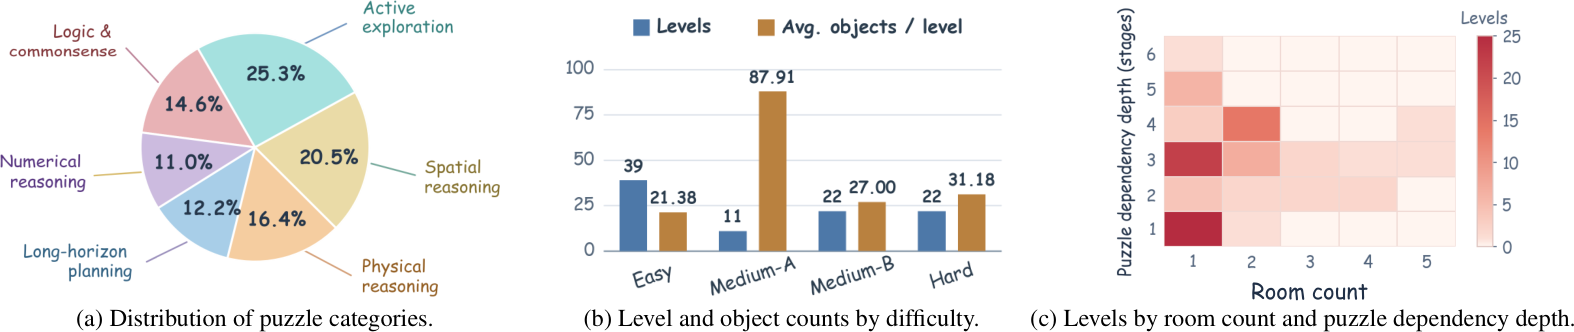 Active
exploration
Logic &
commonsense
25.3%
14.6%
20.5%
11.0%
12.2%
16.4%
Numerical
reasoning
Spatial
reasoning
Long-horizon
planning
Physical
reasoning
(a) Distribution of puzzle categories.
Levels
Avg. objects / level
100
75
50
25
0
39
21.38
11
87.91
22
27.00
22
31.18
Easy
Medium-A
Medium-B
Hard
(b) Level and object counts by difficulty.
Puzzle dependency depth (stages)
6
5
4
3
2
1
1
2
3
4
5
Room count
Levels
25
20
15
10
5
0
(c) Levels by room count and puzzle dependency depth.